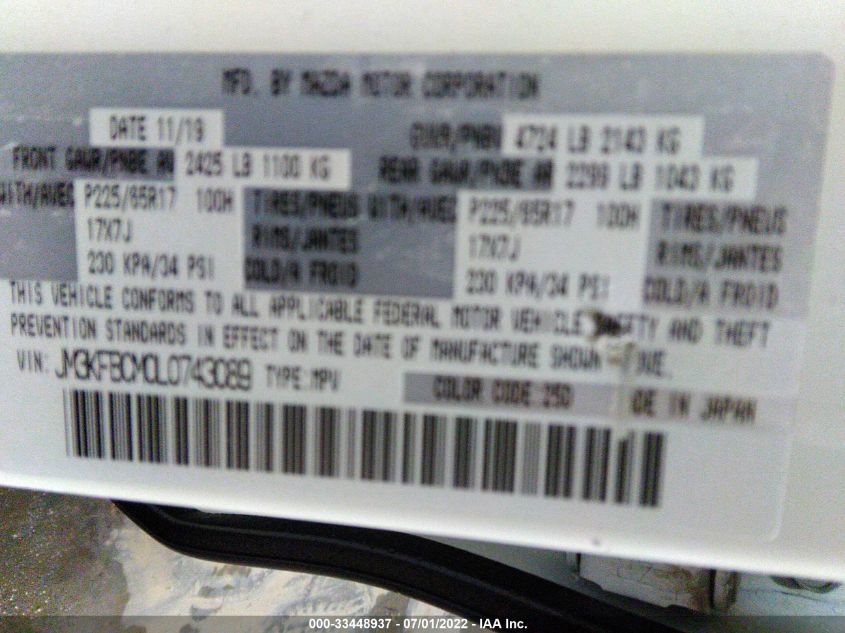 MFD. BY MAZDA MOTOR CORPORATION
DATE 11/19 GVWR/PNBV 4724 LB 2143 KG
FRONT GAWR/PNBE AV 2425 LB 1100 KG REAR GAWR/PNBE AR 2299 LB 1043 KG
WITH/AVEC P225/65R17 100H TIRES/PNEUS WITH/AVEC P225/65R17 100H TIRES/PNEUS
17X7J RIMS/JANTES 17X7J RIMS/JANTES
230 KPA/34 PSI COLD/A FROID 230 KPA/34 PSI COLD/A FROID
THIS VEHICLE CONFORMS TO ALL APPLICABLE FEDERAL MOTOR VEHICLE FETY AND THEFT
PREVENTION STANDARDS IN EFFECT ON THE DATE OF MANUFACTURE SHOWN
VIN: JM3KFBCM0L0743089 TYPE:MPV COLOR CODE:25D DE IN JAPAN
000-33448937 - 07/01/2022 - IAA Inc.